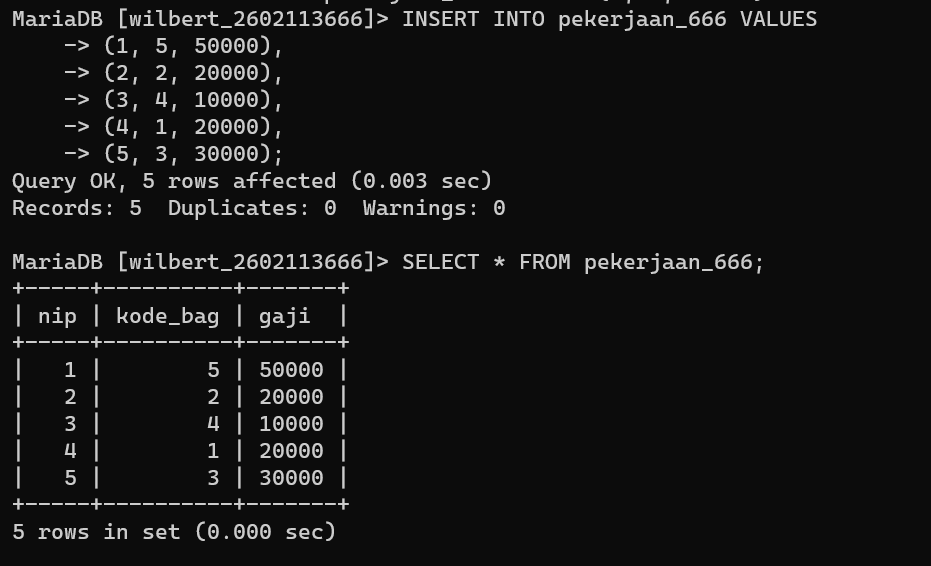 MariaDB [wilbert_2602113666]> INSERT INTO pekerjaan_666 VALUES
    -> (1, 5, 50000),
    -> (2, 2, 20000),
    -> (3, 4, 10000),
    -> (4, 1, 20000),
    -> (5, 3, 30000);
Query OK, 5 rows affected (0.003 sec)
Records: 5  Duplicates: 0  Warnings: 0

MariaDB [wilbert_2602113666]> SELECT * FROM pekerjaan_666;
+-----+----------+-------+
| nip | kode_bag | gaji  |
+-----+----------+-------+
|   1 |        5 | 50000 |
|   2 |        2 | 20000 |
|   3 |        4 | 10000 |
|   4 |        1 | 20000 |
|   5 |        3 | 30000 |
+-----+----------+-------+
5 rows in set (0.000 sec)